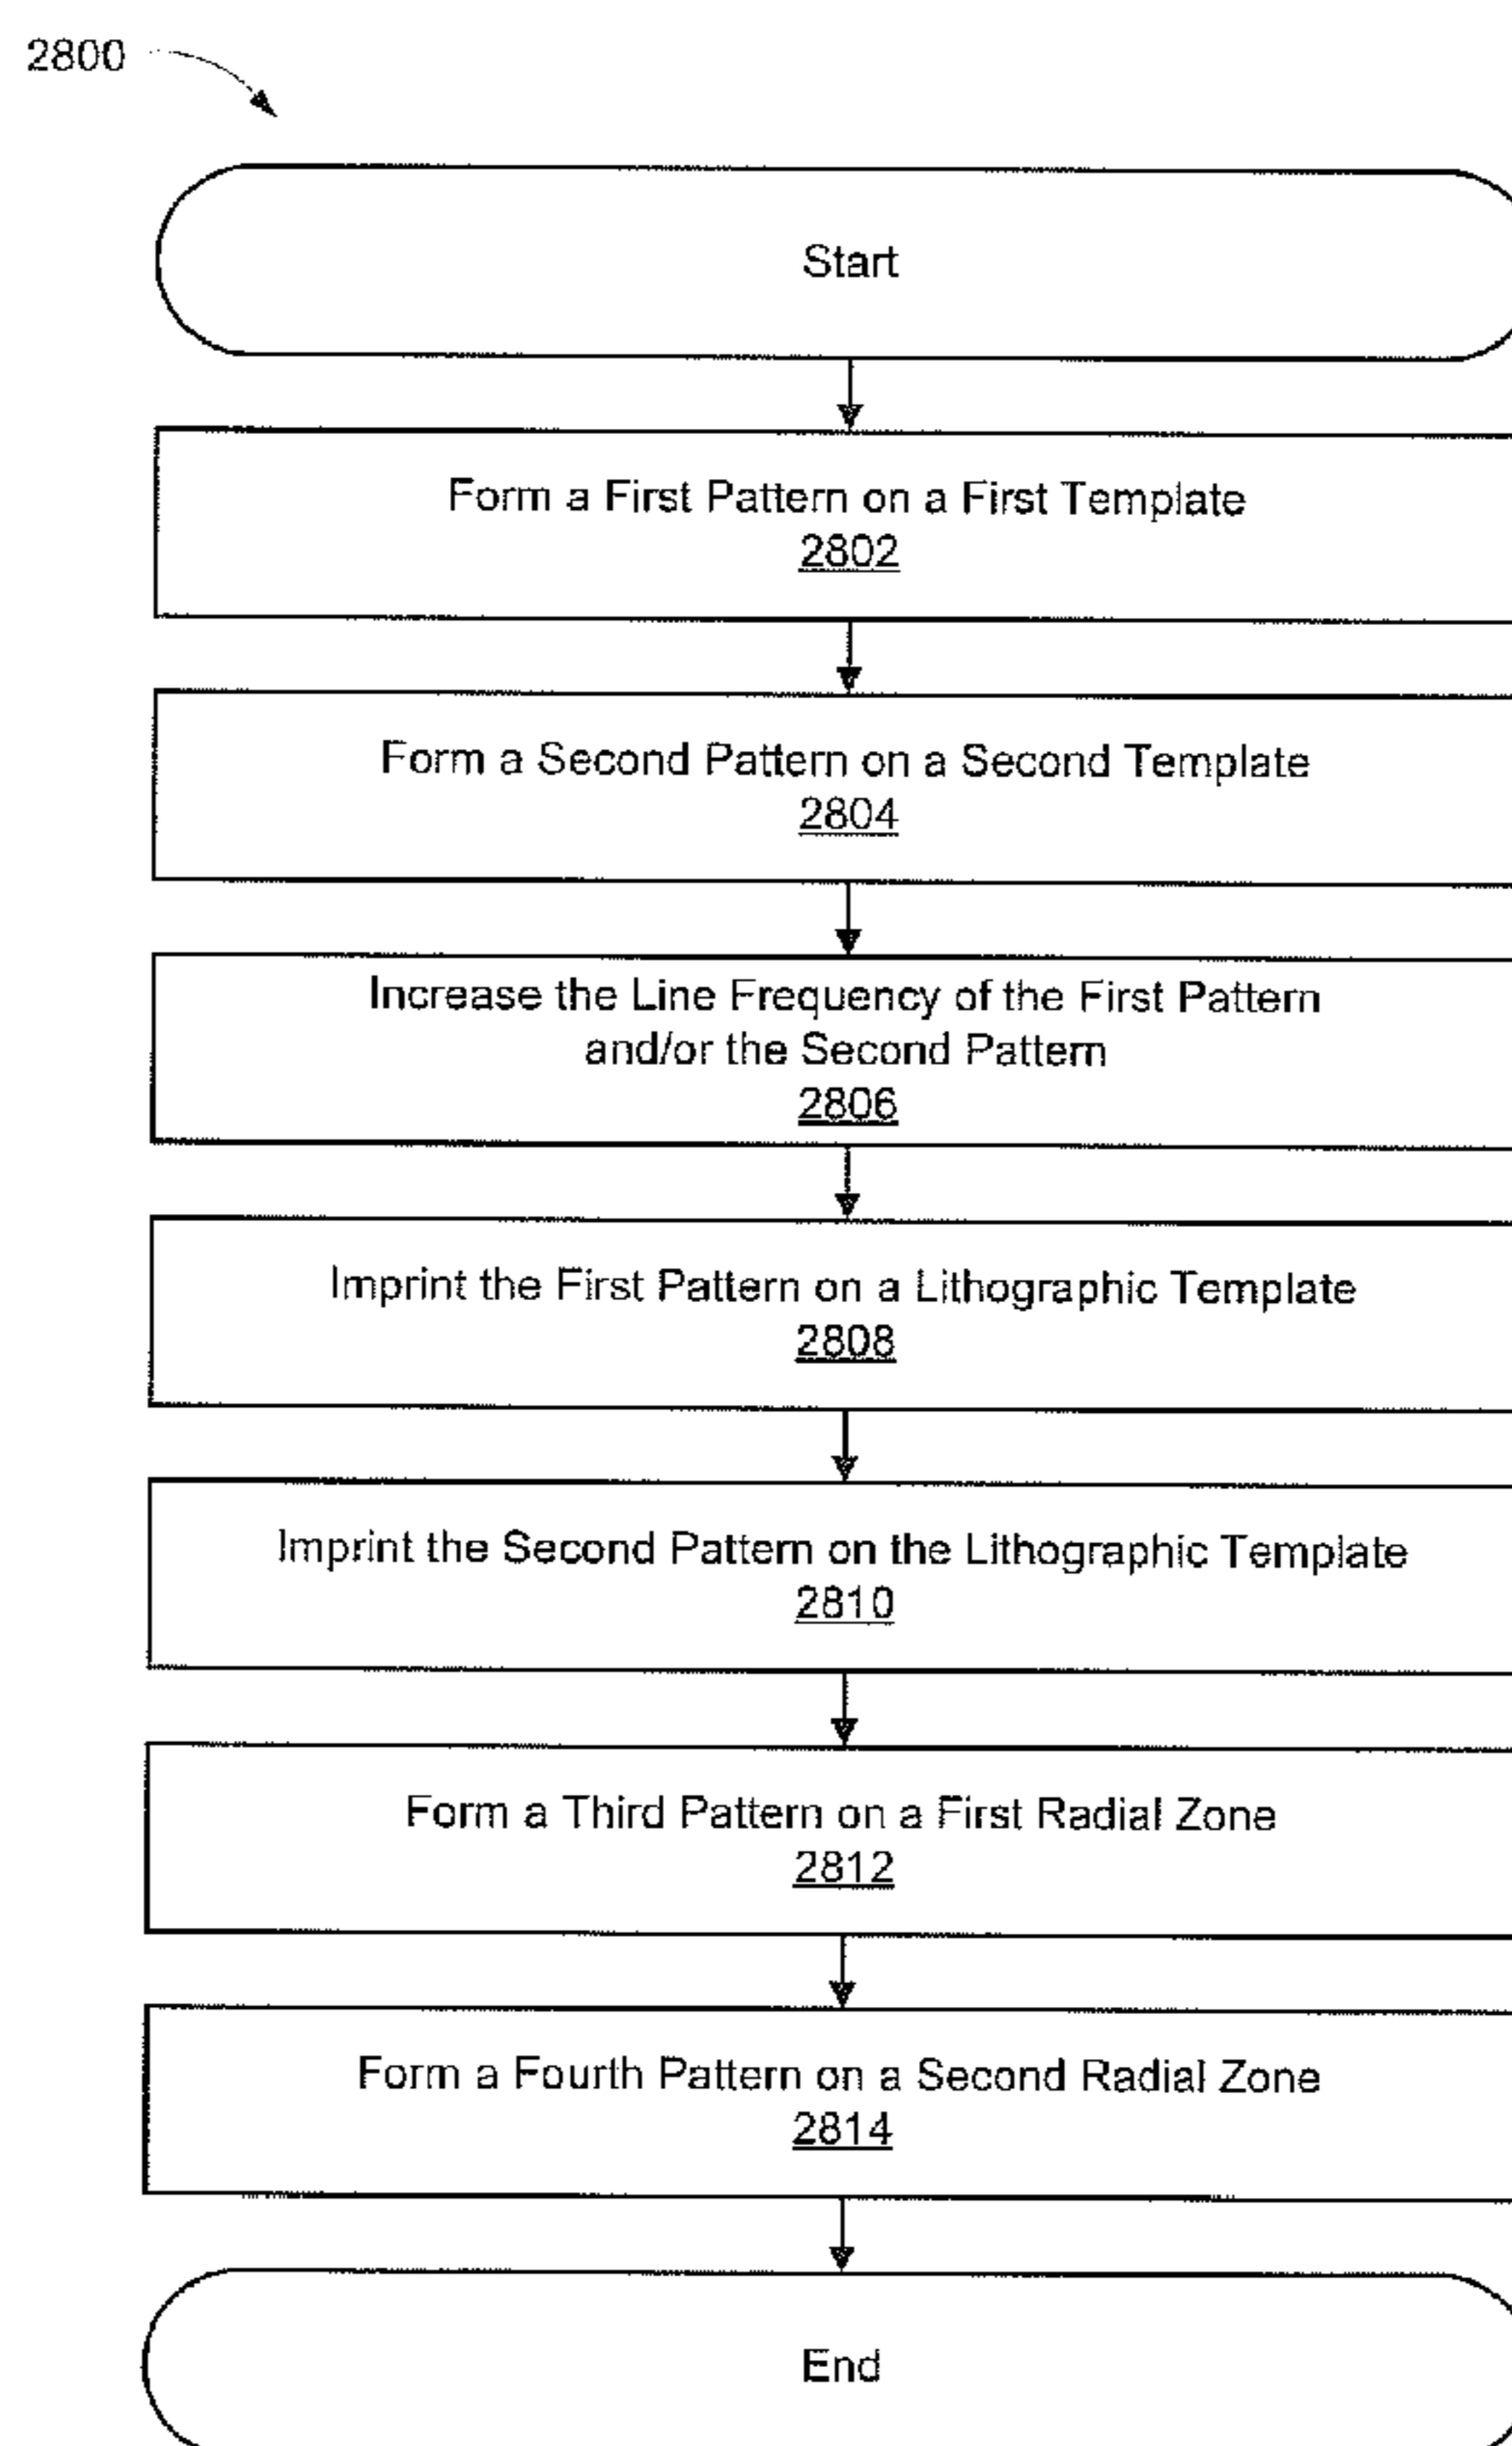 2800
Start
Form a First Pattern on a First Template
2802
Form a Second Pattern on a Second Template
2804
Increase the Line Frequency of the First Pattern
and/or the Second Pattern
2806
Imprint the First Pattern on a Lithographic Template
2808
Imprint the Second Pattern on the Lithographic Template
2810
Form a Third Pattern on a First Radial Zone
2812
Form a Fourth Pattern on a Second Radial Zone
2814
End